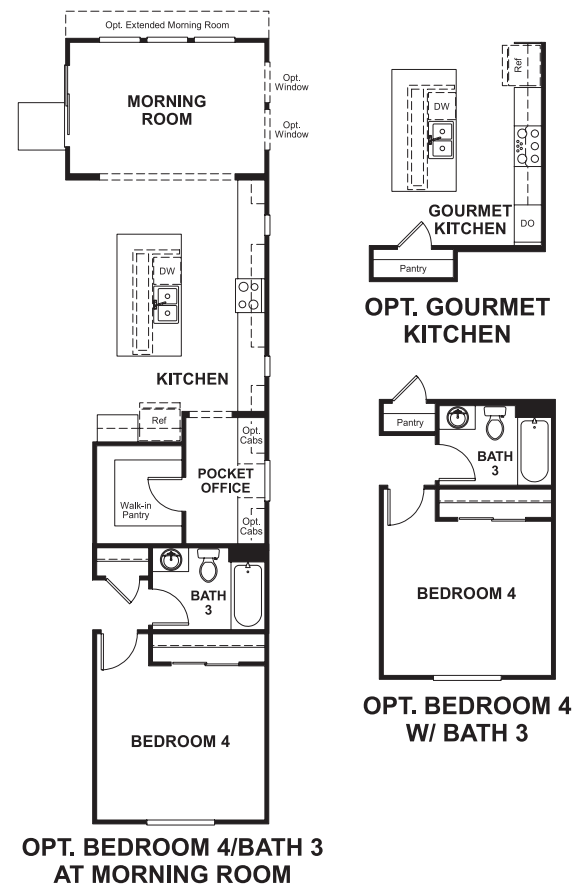 Opt. Extended Morning Room
MORNING
ROOM
Opt.
Window
Opt.
Window
DW
KITCHEN
Ref
Opt.
Cabs
POCKET
OFFICE
Walk-in
Pantry
Opt.
Cabs
BATH
3
BEDROOM 4
OPT. BEDROOM 4/BATH 3
AT MORNING ROOM
Ref
DW
GOURMET
KITCHEN
DO
Pantry
OPT. GOURMET
KITCHEN
Pantry
BATH
3
BEDROOM 4
OPT. BEDROOM 4
W/ BATH 3